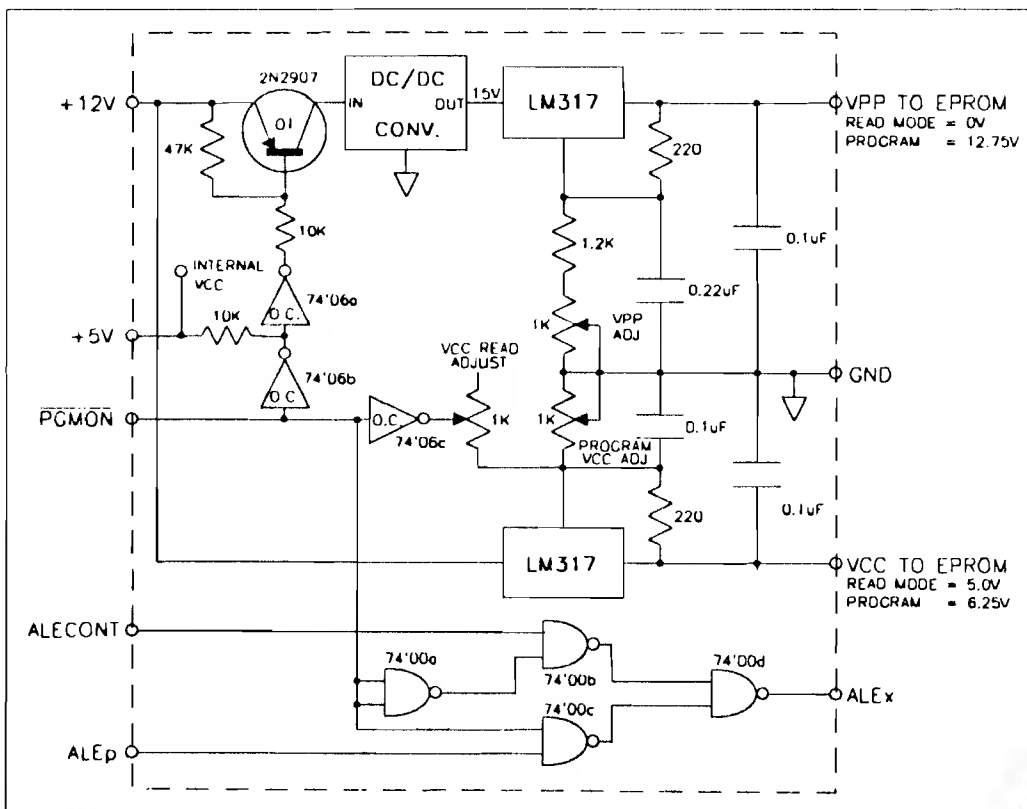 2N2907
+12V
Q1
47K
IN
DC/DC
CONV.
OUT
15V
LM317
VPP TO EPROM
READ MODE = 0V
PROGRAM = 12.75V
220
10K
1.2K
0.1uF
0.22uF
INTERNAL
VCC
74'06a
O.C.
+5V
10K
1K
VPP
ADJ
VCC READ
ADJUST
74'06b
O.C
GND
PGMON
O.C.
74'06c
1K
1K
PROGRAM
VCC ADJ
0.1uF
0.1uF
220
LM317
VCC TO EPROM
READ MODE = 5.0V
PROGRAM = 6.25V
ALECONT
74'00a
74'00b
74'00d
74'00c
ALEx
ALEp